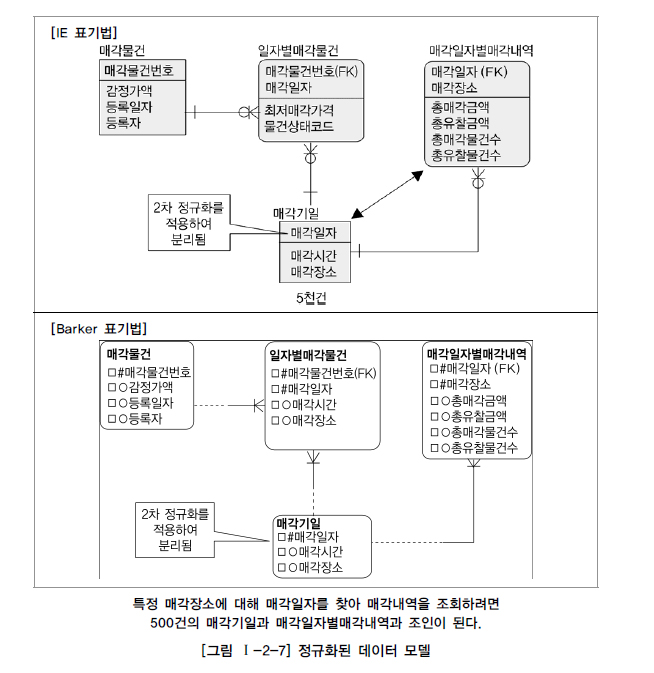 [IE 표기법]
매각물건
매각물건번호
감정가액
등록일자
등록자
일자별매각물건
매각물건번호(FK)
매각일자
최저매각가격
물건상태코드
매각일자별매각내역
매각일자 (FK)
매각장소
총매각금액
총유찰금액
총매각물건수
총유찰물건수
2차 정규화를
적용하여
분리됨
매각기일
매각일자
매각시간
매각장소
5천건
[Barker 표기법]
매각물건
□#매각물건번호
□○감정가액
□○등록일자
□○등록자
일자별매각물건
□#매각물건번호(FK)
□#매각일자
□○매각시간
□○매각장소
매각일자별매각내역
□#매각일자 (FK)
□#매각장소
□○총매각금액
□○총유찰금액
□○총매각물건수
□○총유찰물건수
2차 정규화를
적용하여
분리됨
매각기일
□#매각일자
□○매각시간
□○매각장소
특정 매각장소에 대해 매각일자를 찾아 매각내역을 조회하려면
500건의 매각기일과 매각일자별매각내역과 조인이 된다.
[그림 Ⅰ-2-7] 정규화된 데이터 모델